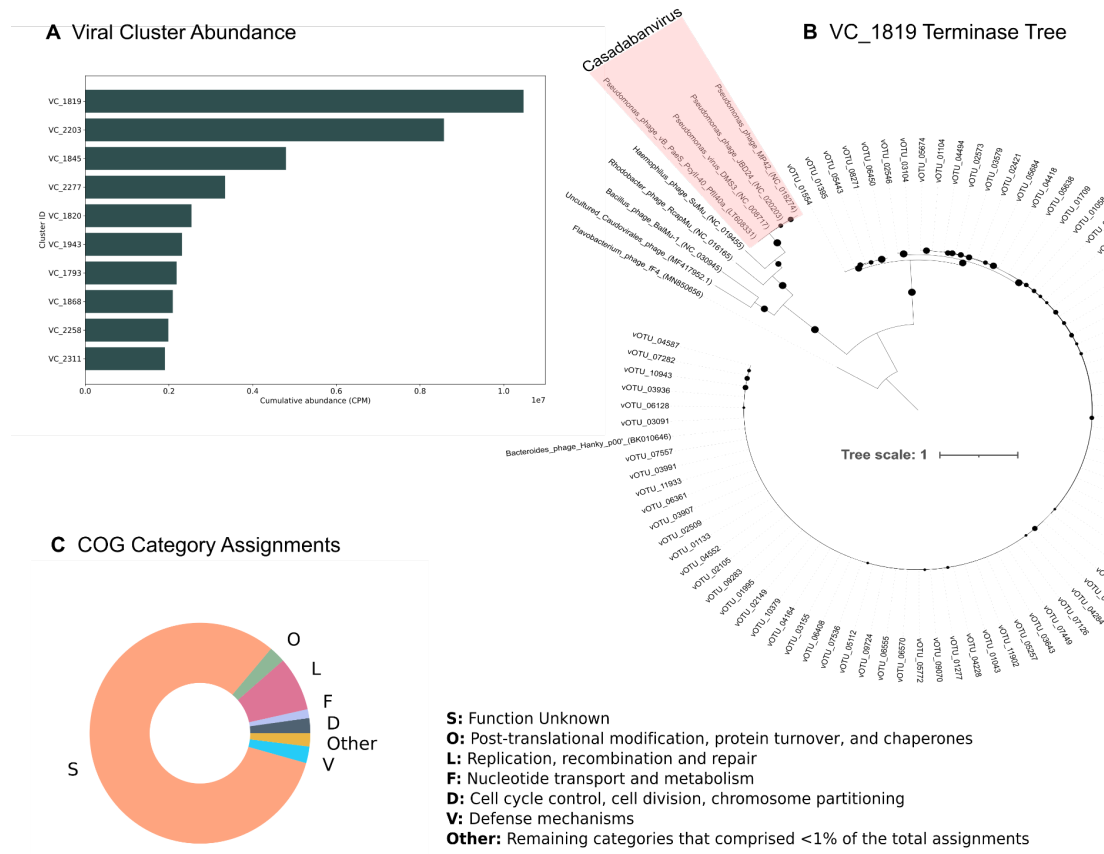 A Viral Cluster Abundance
VC_1819
VC_2203
VC_1845
VC_2277
VC_1820
VC_1943
VC_1793
VC_1868
VC_2258
VC_2311
Cluster ID
0.0 0.2 0.4 0.6 0.8 1.0
1e7
Cumulative abundance (CPM)
B VC_1819 Terminase Tree
Casadabanvirus
Pseudomonas_phage_MP42_(NC_018274)
Pseudomonas_phage_JBD24_(NC_020203)
Pseudomonas_virus_DMS3_(NC_008717)
Pseudomonas_phage_vB_PaeS_PcyII-40_PfII40a_(LT608331)
Haemophilus_phage_SuMu_(NC_019455)
Rhodobacter_phage_RcapMu_(NC_016165)
Bacillus_phage_BalMu-1_(NC_030945)
Uncultured_Caudovirales_phage_(MF417952.1)
Flavobacterium_phage_fF4_(MN850656)
vOTU_01554
vOTU_01395
vOTU_05443
vOTU_08271
vOTU_06450
vOTU_02546
vOTU_03104
vOTU_05674
vOTU_01104
vOTU_04494
vOTU_02573
vOTU_03579
vOTU_02421
vOTU_05684
vOTU_04418
vOTU_05638
vOTU_01709
vOTU_04587
vOTU_07282
vOTU_10943
vOTU_03936
vOTU_06128
vOTU_03091
Bacteroides_phage_Hanky_p00'_(BK010646)
vOTU_07557
vOTU_03991
vOTU_11933
vOTU_06361
vOTU_03907
vOTU_02509
vOTU_01133
vOTU_04552
vOTU_02105
vOTU_09283
vOTU_01995
vOTU_02149
vOTU_10379
vOTU_04164
vOTU_03155
vOTU_06408
vOTU_07536
vOTU_05112
vOTU_09724
vOTU_06555
vOTU_06570
vOTU_05772
vOTU_09070
vOTU_01277
vOTU_04228
vOTU_01043
vOTU_11902
vOTU_05257
vOTU_03643
vOTU_07449
vOTU_07126
vOTU_04284
Tree scale: 1
C COG Category Assignments
O
L
F
D
Other
V
S
S: Function Unknown
O: Post-translational modification, protein turnover, and chaperones
L: Replication, recombination and repair
F: Nucleotide transport and metabolism
D: Cell cycle control, cell division, chromosome partitioning
V: Defense mechanisms
Other: Remaining categories that comprised <1% of the total assignments